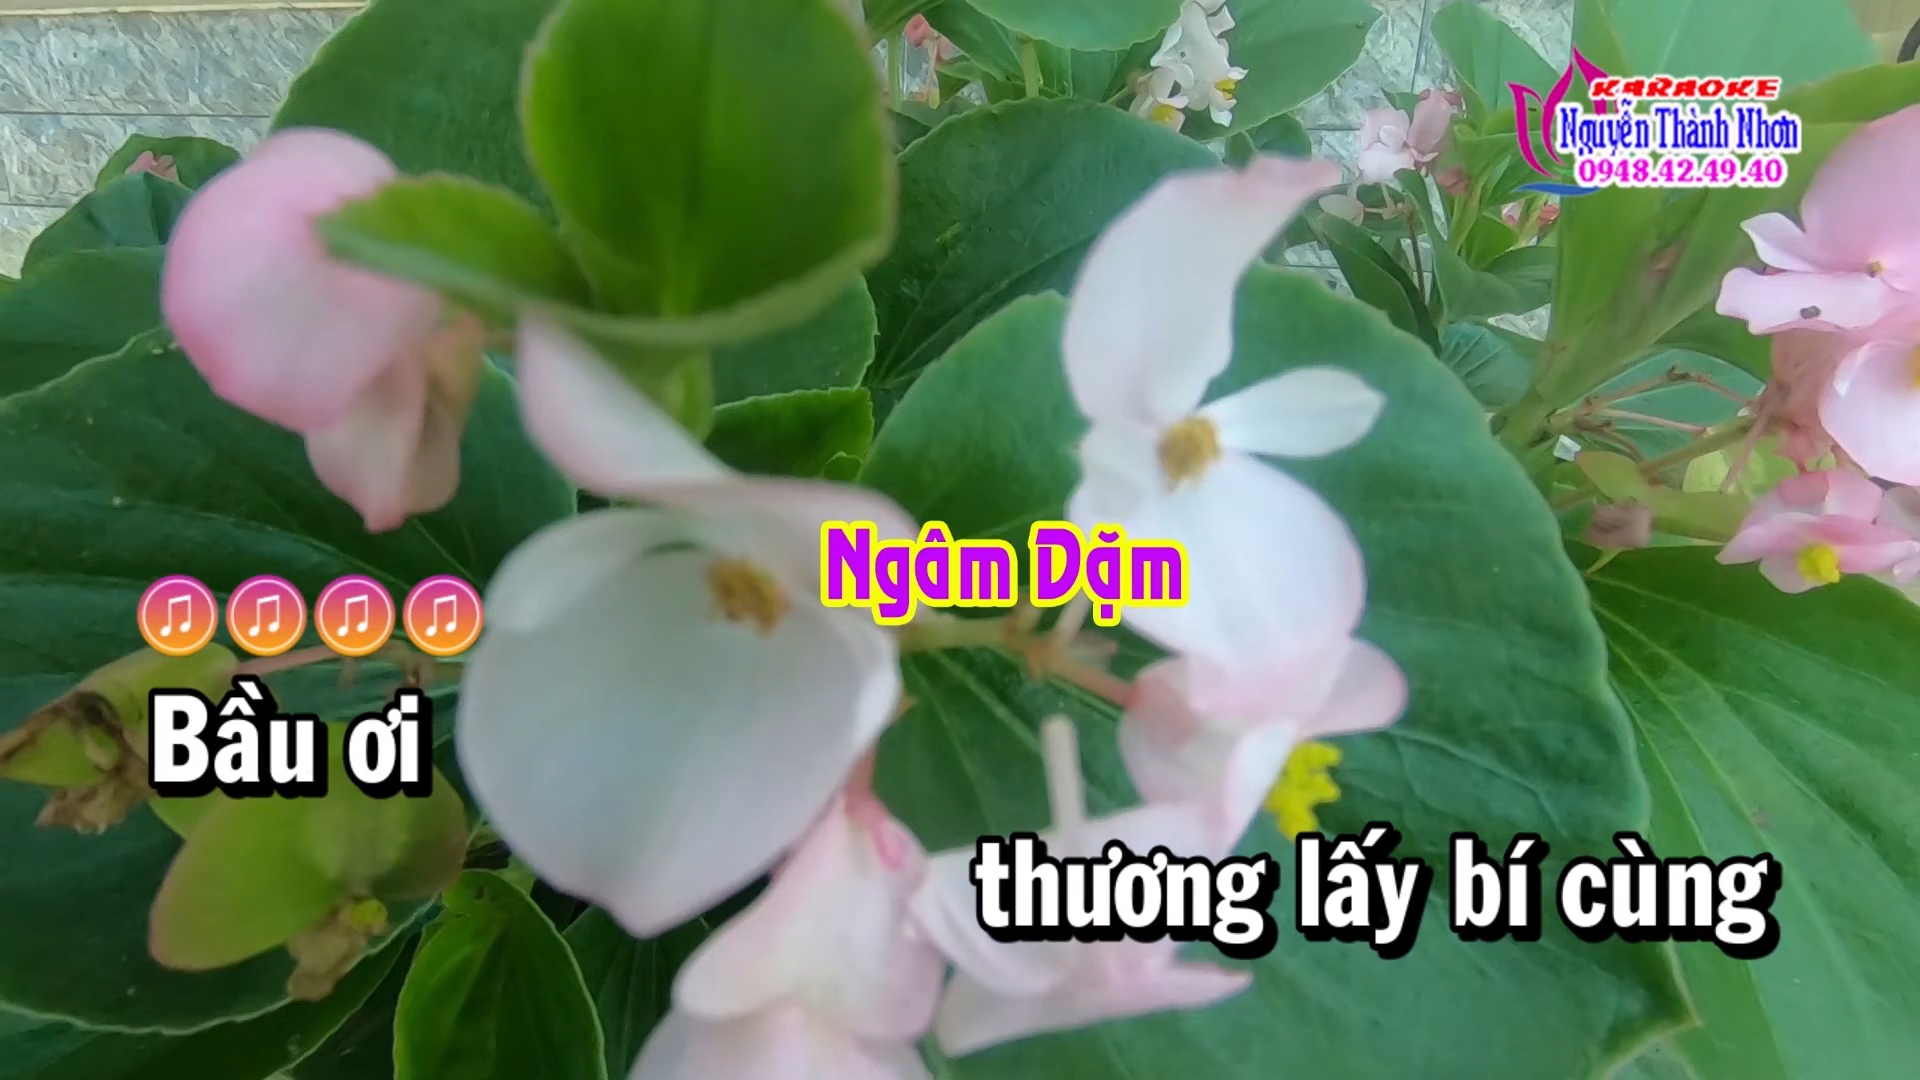 KARAOKE
Nguyễn Thành Nhơn
0948.42.49.40
Ngâm Dặm
Bầu ơi
thương lấy bí cùng